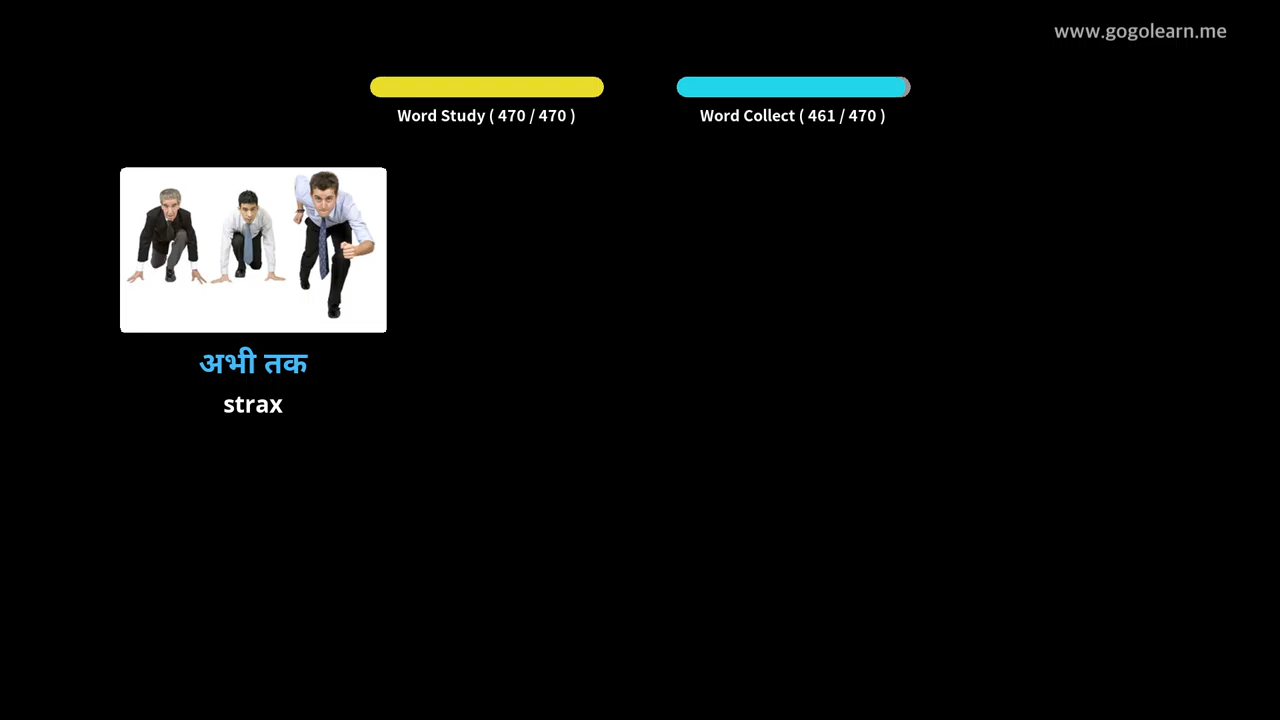 www.gogolearn.me
Word Study ( 470 / 470 )
Word Collect ( 461 / 470 )
अभी तक
strax